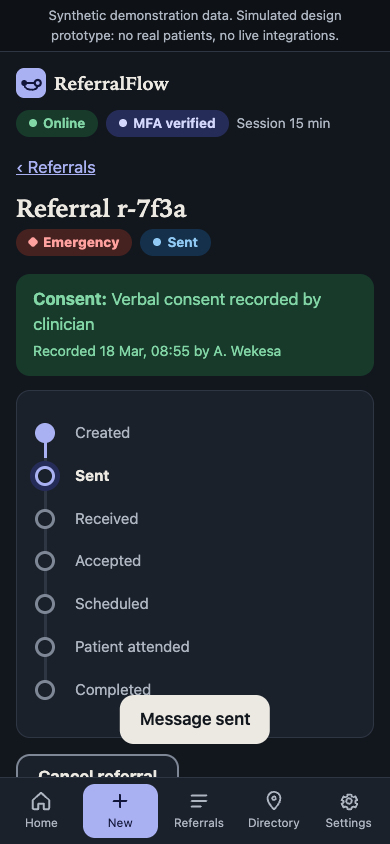 Synthetic demonstration data. Simulated design
prototype: no real patients, no live integrations.
ReferralFlow
Online
MFA verified
Session 15 min
‹ Referrals
Referral r-7f3a
Emergency
Sent
Consent: Verbal consent recorded by
clinician
Recorded 18 Mar, 08:55 by A. Wekesa
Created
Sent
Received
Accepted
Scheduled
Patient attended
Completed
Message sent
Cancel referral
Home
New
Referrals
Directory
Settings